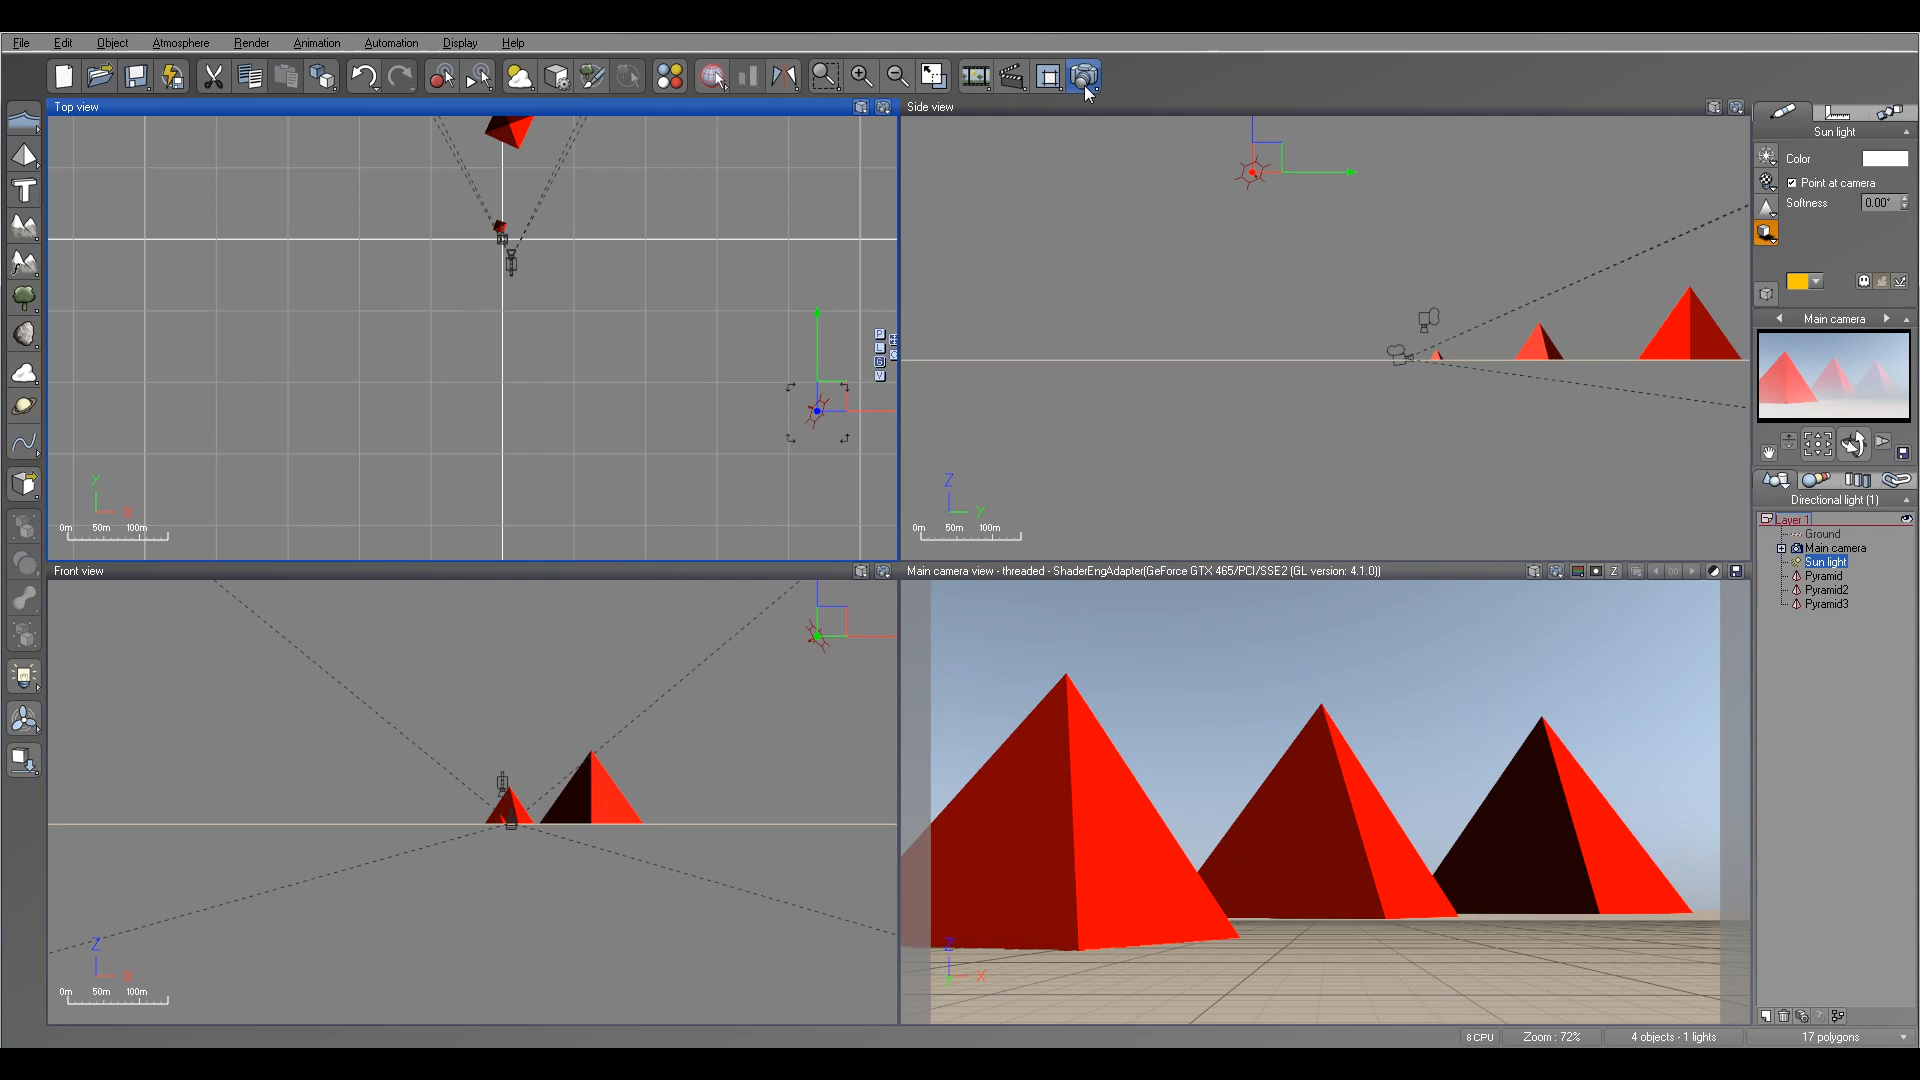 File Edit Object Atmosphere Render Animation Automation Display Help
Top view
Side view
Sun light
Color
Point at camera
Softness 0.00°
Main camera
P
L
G
V
Y
X
0m 50m 100m
Z
Y
0m 50m 100m
Directional light (1)
Layer 1
Ground
Main camera
Sun light
Pyramid
Pyramid2
Pyramid3
Front view
Main camera view - threaded - ShaderEngAdapter(GeForce GTX 465/PCI/SSE2 (GL version: 4.1.0))
Z
Z
X
0m 50m 100m
Z
Y
X
8 CPU Zoom : 72% 4 objects - 1 lights 17 polygons